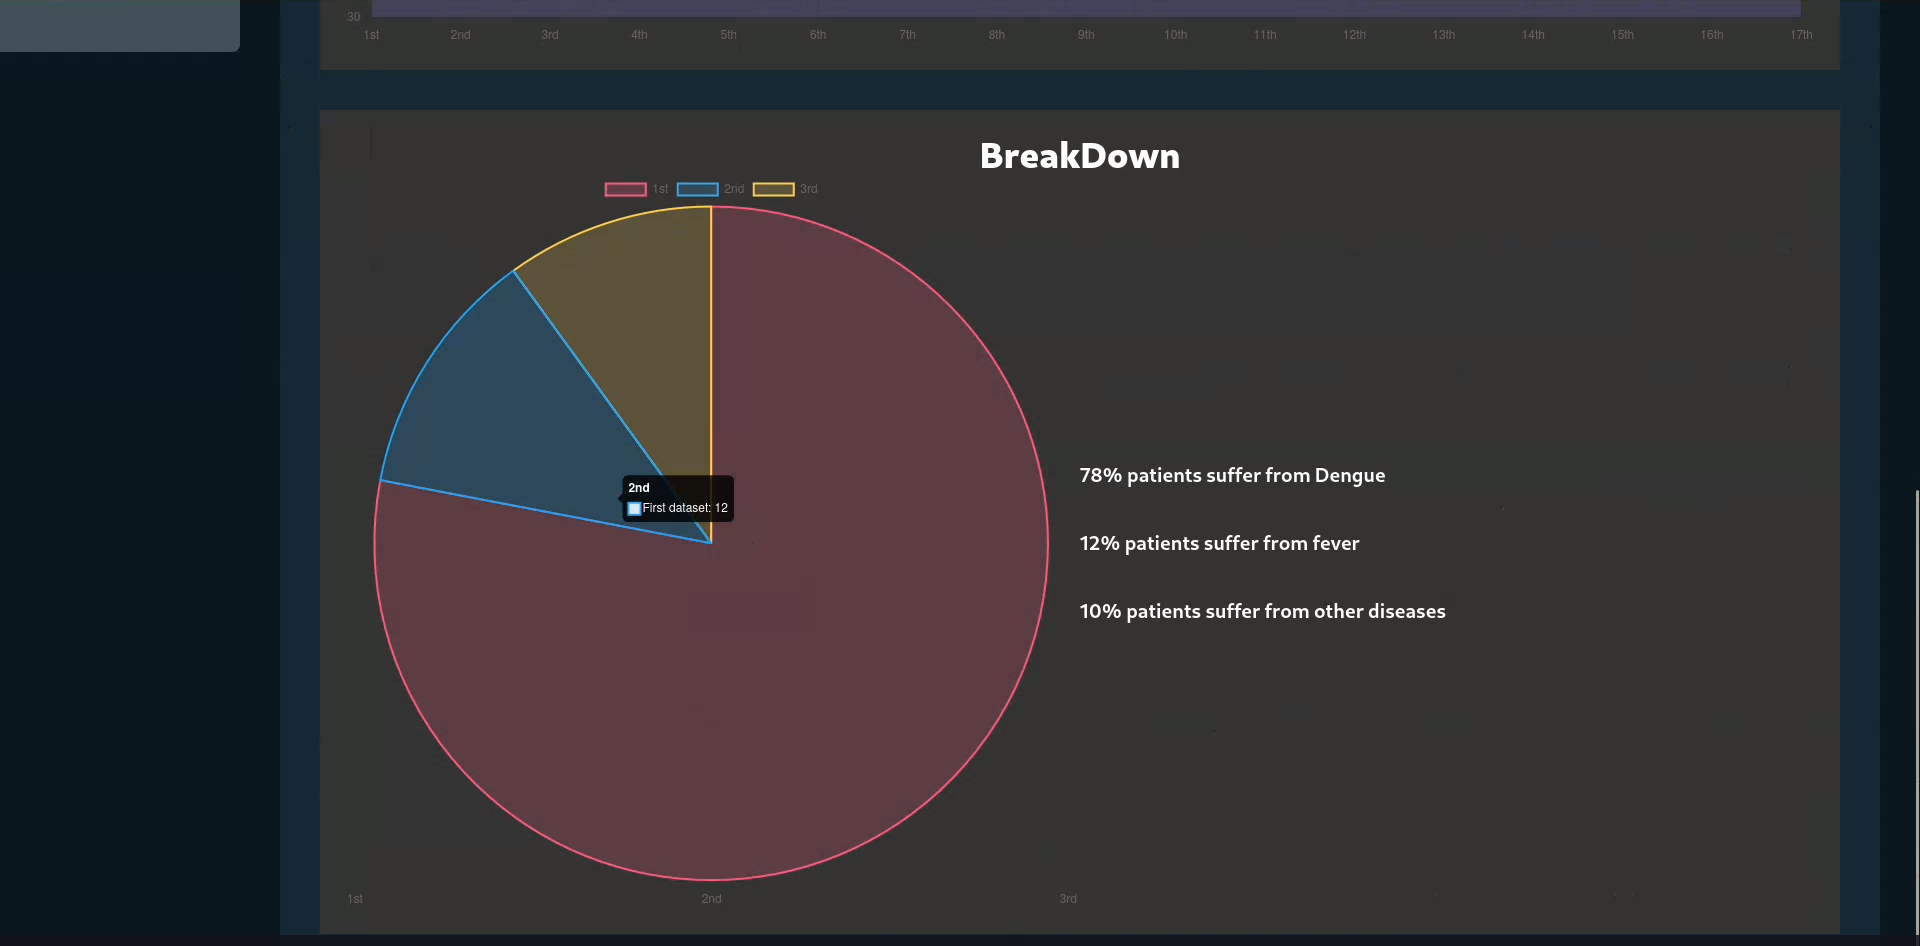 30
1st 2nd 3rd 4th 5th 6th 7th 8th 9th 10th 11th 12th 13th 14th 15th 16th 17th
BreakDown
1st 2nd 3rd
2nd
First dataset: 12
78% patients suffer from Dengue
12% patients suffer from fever
10% patients suffer from other diseases
1st 2nd 3rd